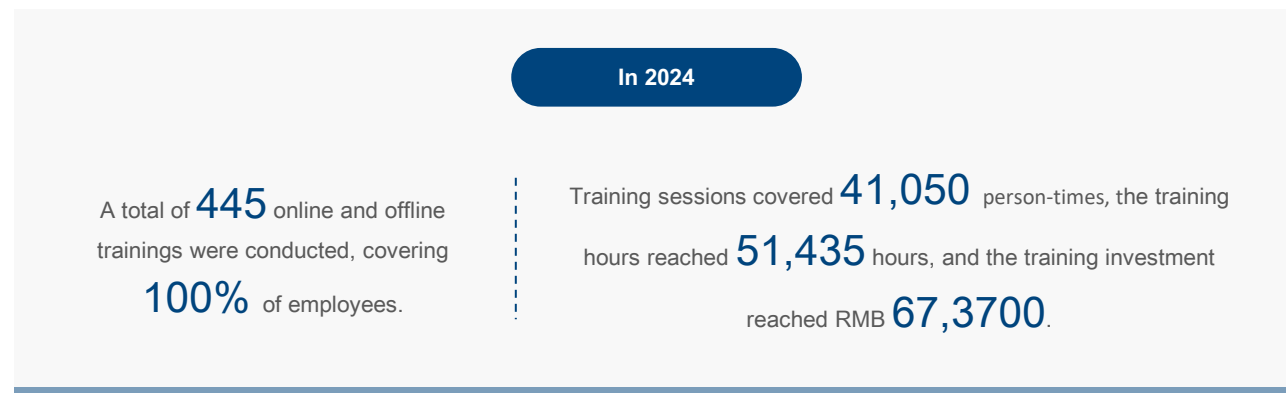 In 2024
A total of 445 online and offline
trainings were conducted, covering
100% of employees.
Training sessions covered 41,050 person-times, the training
hours reached 51,435 hours, and the training investment
reached RMB 67,3700.